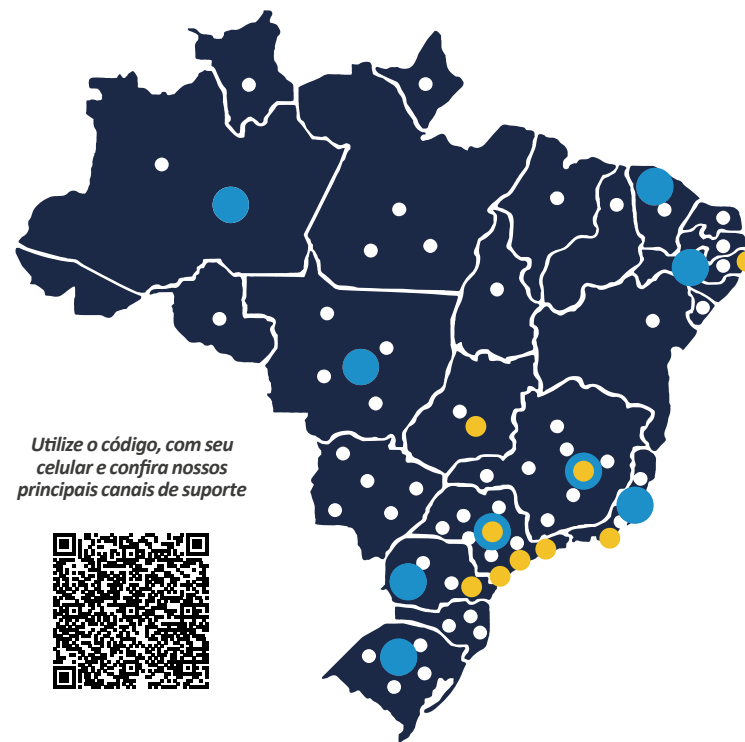 Utilize o código, com seu
celular e confira nossos
principais canais de suporte